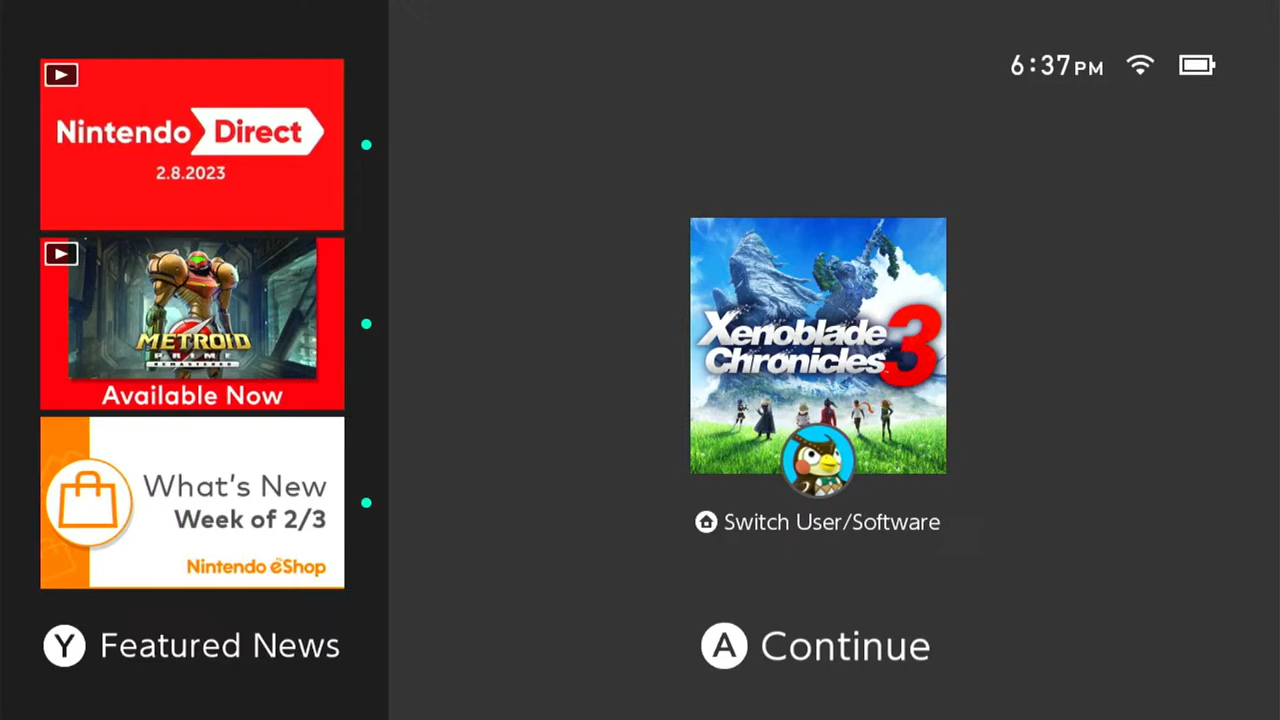 Nintendo Direct
2.8.2023
METROID
PRIME
REMASTERED
Available Now
What's New
Week of 2/3
Nintendo eShop
Y Featured News
6:37PM
Xenoblade
Chronicles 3
Switch User/Software
A Continue